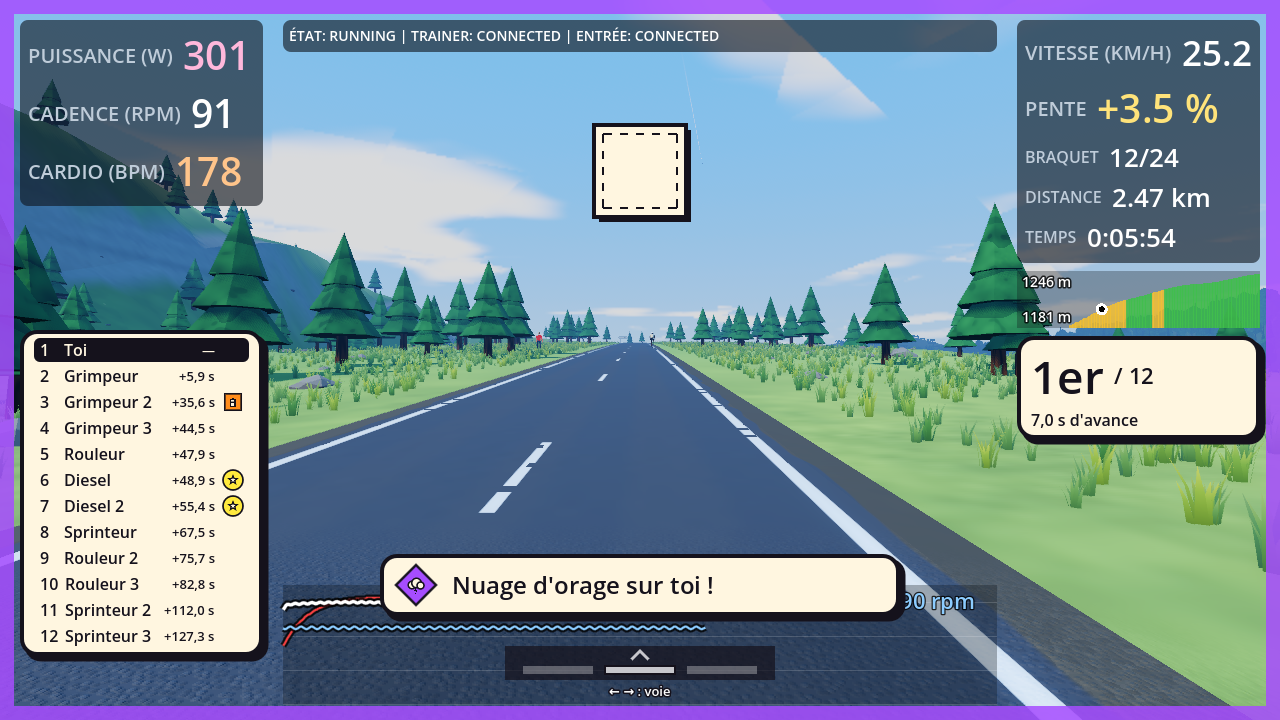 PUISSANCE (W) 301
CADENCE (RPM) 91
CARDIO (BPM) 178
ÉTAT: RUNNING | TRAINER: CONNECTED | ENTRÉE: CONNECTED
VITESSE (KM/H) 25.2
PENTE +3.5 %
BRAQUET 12/24
DISTANCE 2.47 km
TEMPS 0:05:54
1246 m
1181 m
1er / 12
7,0 s d'avance
1 Toi —
2 Grimpeur +5,9 s
3 Grimpeur 2 +35,6 s
4 Grimpeur 3 +44,5 s
5 Rouleur +47,9 s
6 Diesel +48,9 s
7 Diesel 2 +55,4 s
8 Sprinteur +67,5 s
9 Rouleur 2 +75,7 s
10 Rouleur 3 +82,8 s
11 Sprinteur 2 +112,0 s
12 Sprinteur 3 +127,3 s
Nuage d'orage sur toi !
90 rpm
← → : voie